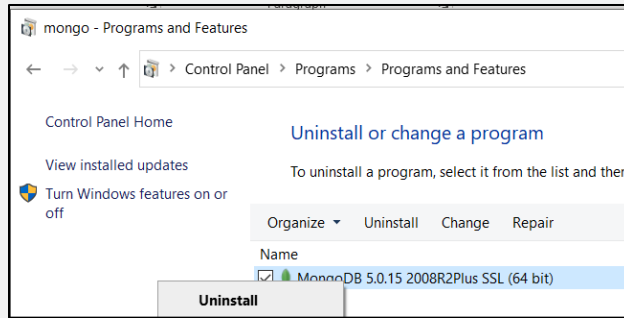 mongo - Programs and Features
Control Panel > Programs > Programs and Features
Control Panel Home
Uninstall or change a program
View installed updates
To uninstall a program, select it from the list and then
Turn Windows features on or
off
Organize Uninstall Change Repair
Name
MongoDB 5.0.15 2008R2Plus SSL (64 bit)
Uninstall